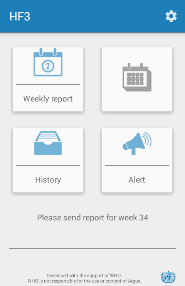 HF3
Weekly report
History
Alert
Please send report for week 34
Developed with the support of WHO
WHO is not responsible for the use or content of Argus